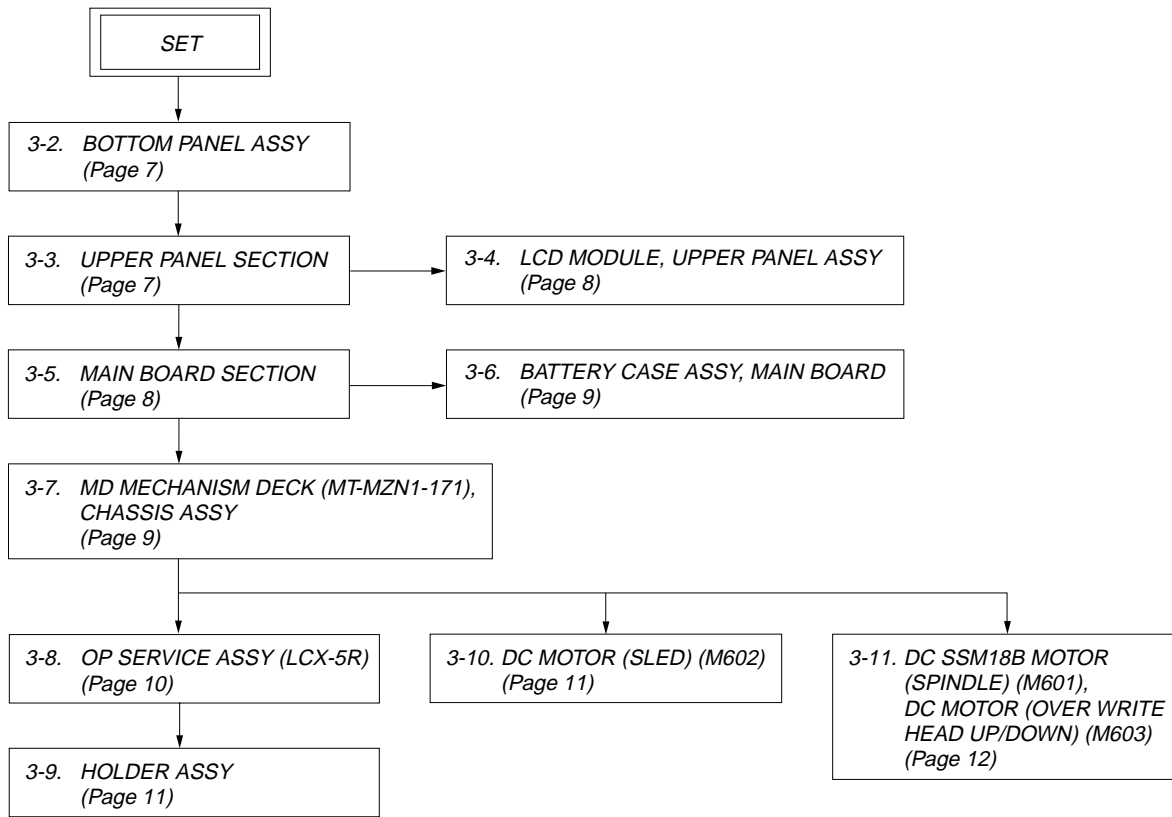 SET
3-2. BOTTOM PANEL ASSY
(Page 7)
3-3. UPPER PANEL SECTION
(Page 7)
3-4. LCD MODULE, UPPER PANEL ASSY
(Page 8)
3-5. MAIN BOARD SECTION
(Page 8)
3-6. BATTERY CASE ASSY, MAIN BOARD
(Page 9)
3-7. MD MECHANISM DECK (MT-MZN1-171),
CHASSIS ASSY
(Page 9)
3-8. OP SERVICE ASSY (LCX-5R)
(Page 10)
3-10. DC MOTOR (SLED) (M602)
(Page 11)
3-11. DC SSM18B MOTOR
(SPINDLE) (M601),
DC MOTOR (OVER WRITE
HEAD UP/DOWN) (M603)
(Page 12)
3-9. HOLDER ASSY
(Page 11)